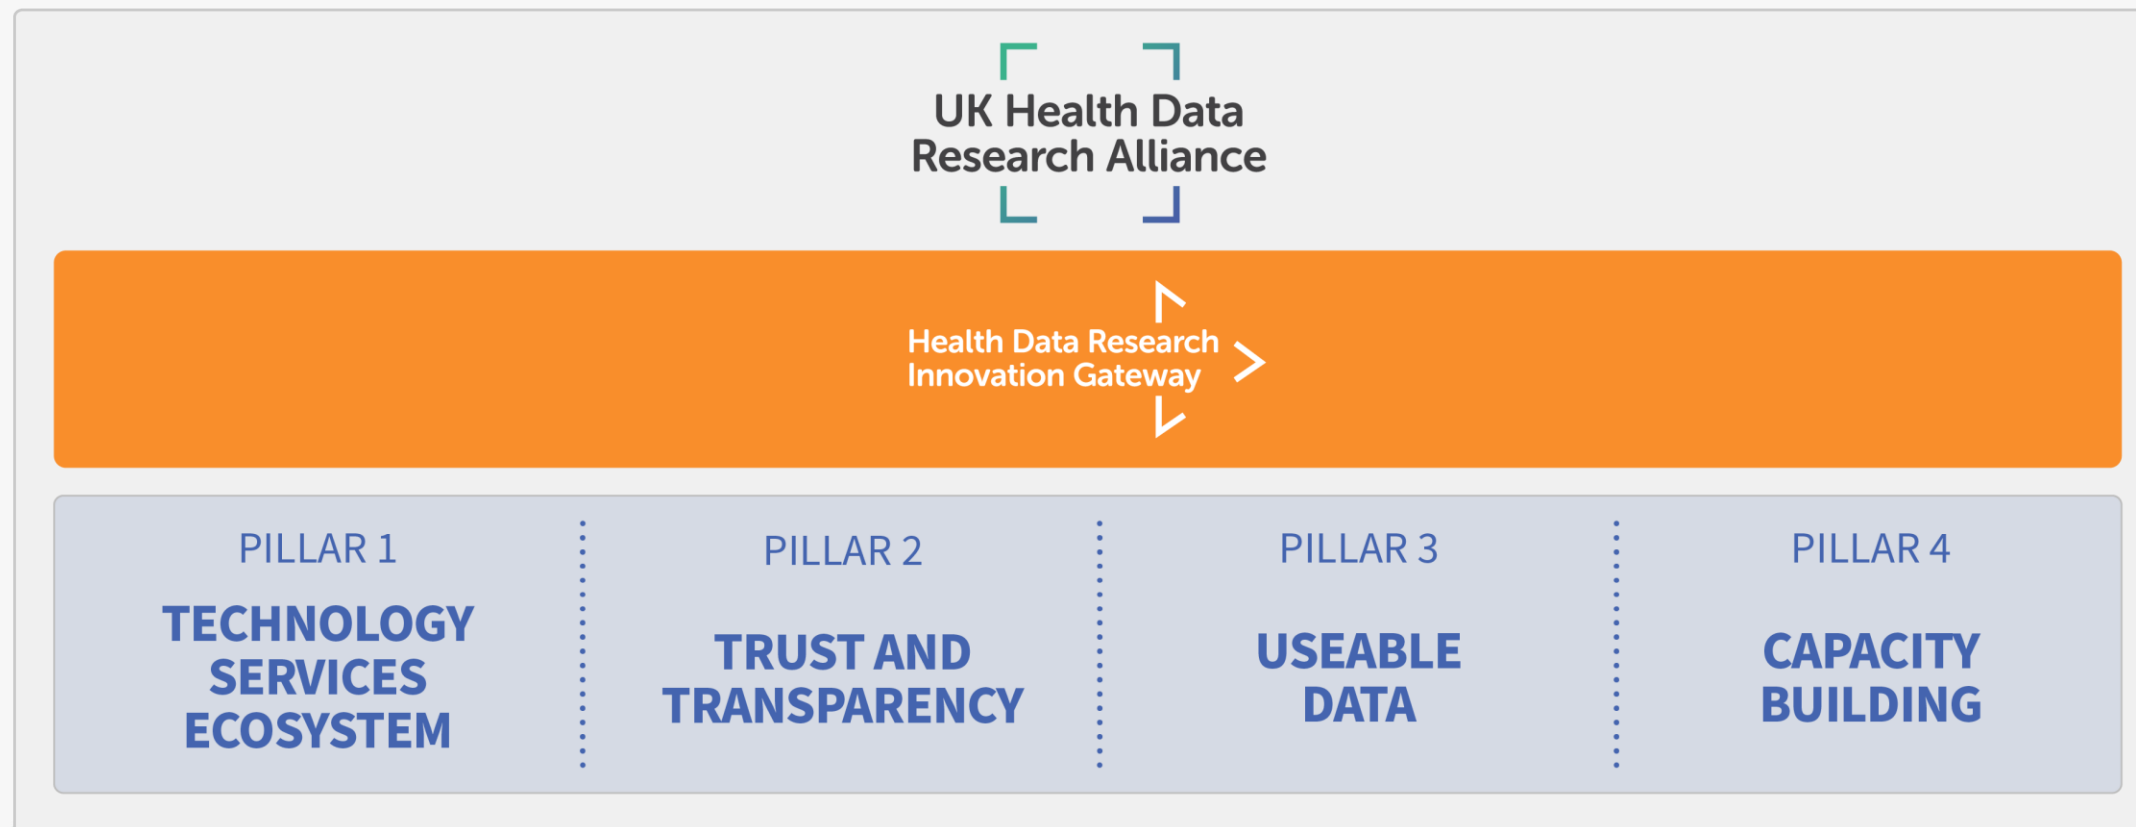 UK Health Data
Research Alliance
Health Data Research
Innovation Gateway
PILLAR 1
TECHNOLOGY
SERVICES
ECOSYSTEM
PILLAR 2
TRUST AND
TRANSPARENCY
PILLAR 3
USEABLE
DATA
PILLAR 4
CAPACITY
BUILDING